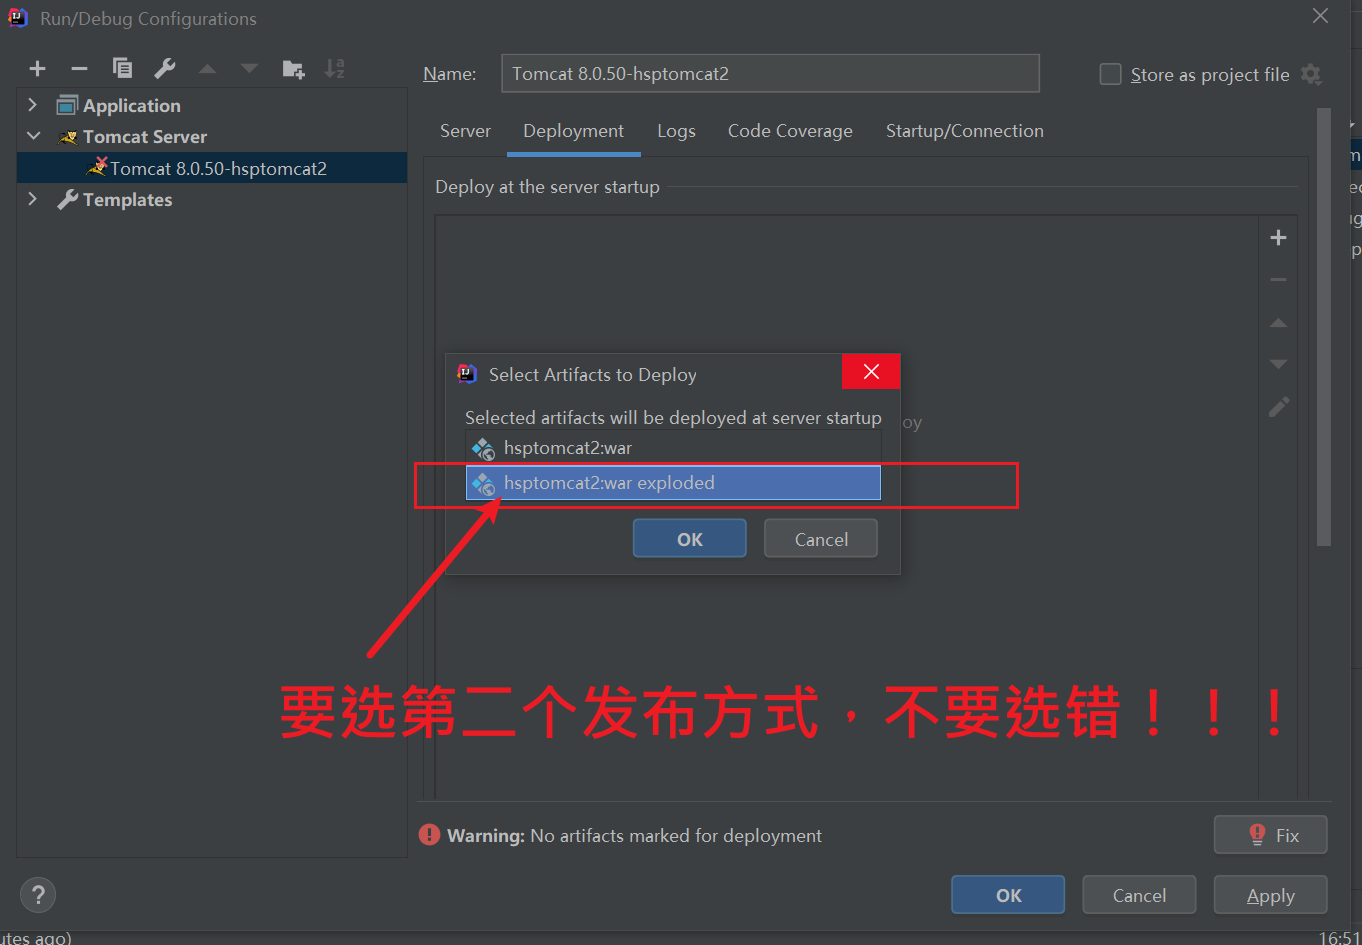 Run/Debug Configurations
Application
Tomcat Server
Tomcat 8.0.50-hsptomcat2
Templates
Name: Tomcat 8.0.50-hsptomcat2
Store as project file
Server Deployment Logs Code Coverage Startup/Connection
Deploy at the server startup
Select Artifacts to Deploy
Selected artifacts will be deployed at server startup
hsptomcat2:war
hsptomcat2:war exploded
OK Cancel
要选第二个发布方式，不要选错！！！
Warning: No artifacts marked for deployment
Fix
?
OK Cancel Apply
16:51